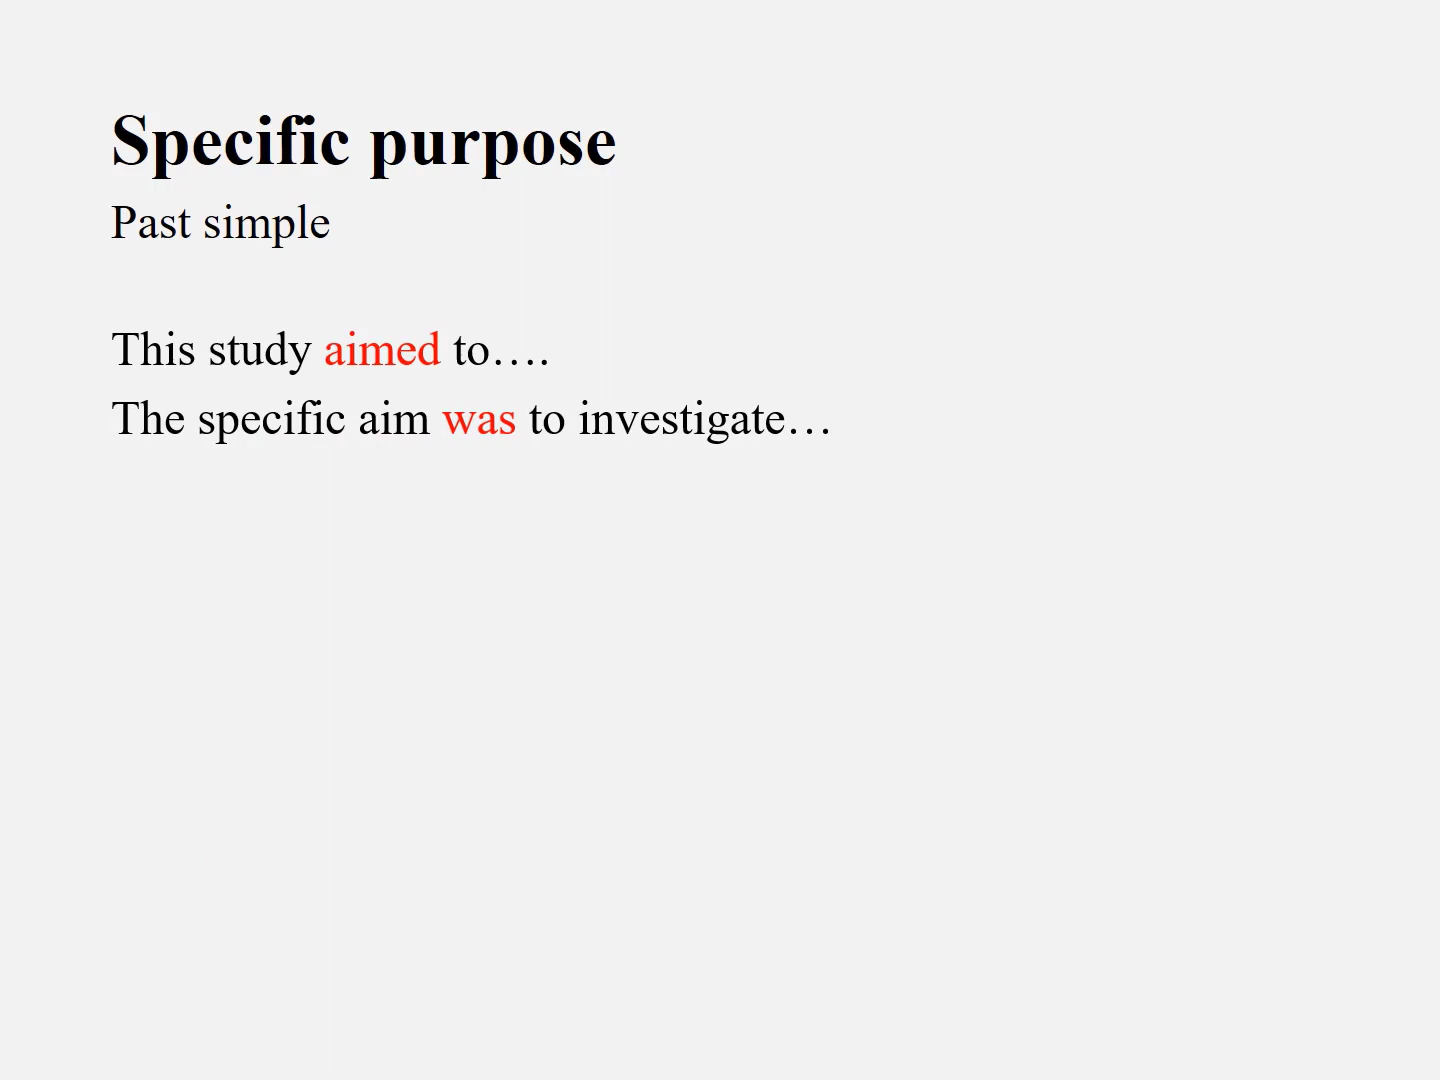 Specific purpose
Past simple
This study aimed to….
The specific aim was to investigate…